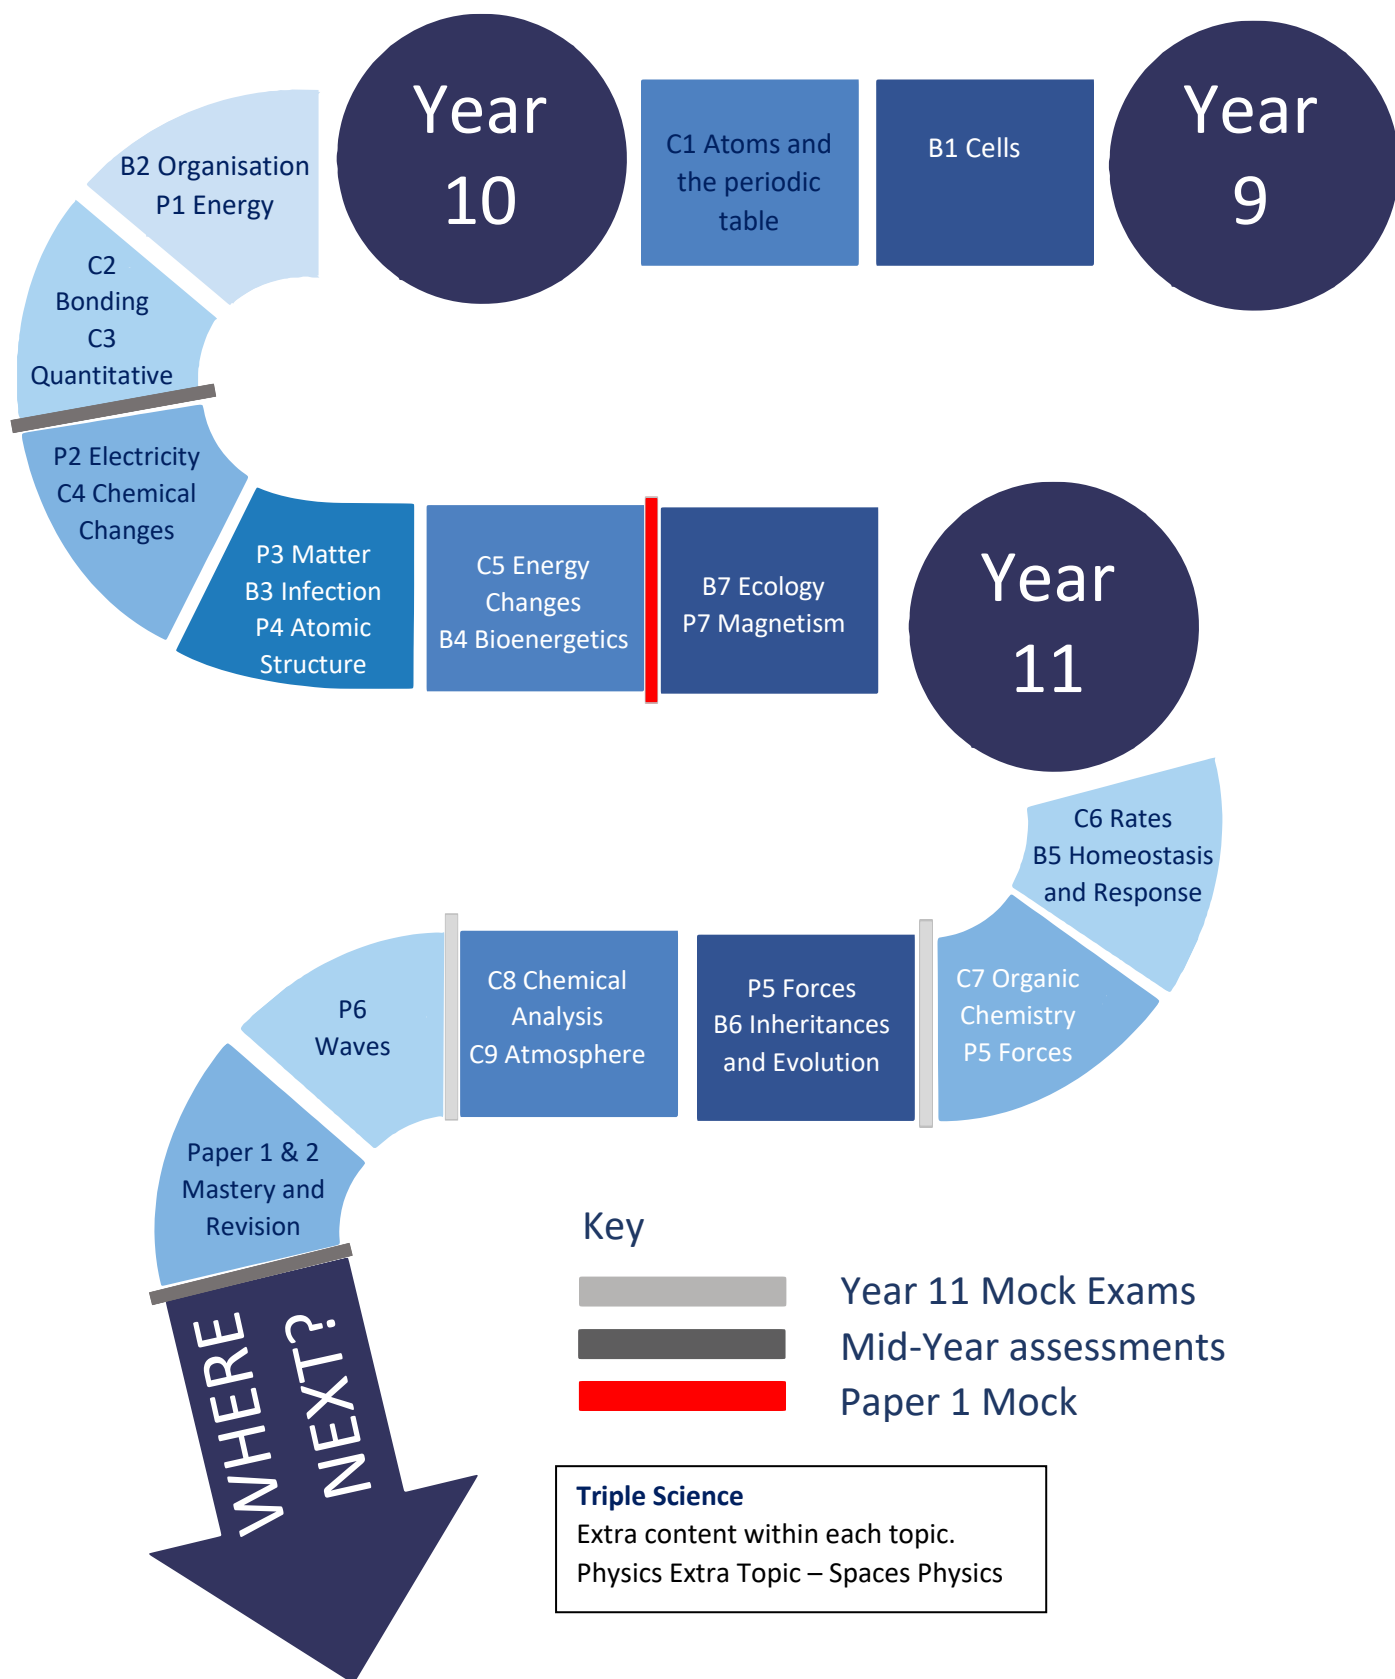 Year
9
B1 Cells
C1 Atoms and
the periodic
table
Year
10
B2 Organisation
P1 Energy
C2
Bonding
C3
Quantitative
P2 Electricity
C4 Chemical
Changes
P3 Matter
B3 Infection
P4 Atomic
Structure
C5 Energy
Changes
B4 Bioenergetics
B7 Ecology
P7 Magnetism
Year
11
C6 Rates
B5 Homeostasis
and Response
C7 Organic
Chemistry
P5 Forces
P5 Forces
B6 Inheritances
and Evolution
C8 Chemical
Analysis
C9 Atmosphere
P6
Waves
Paper 1 & 2
Mastery and
Revision
WHERE
NEXT?
Key
Year 11 Mock Exams
Mid-Year assessments
Paper 1 Mock
Triple Science
Extra content within each topic.
Physics Extra Topic – Spaces Physics